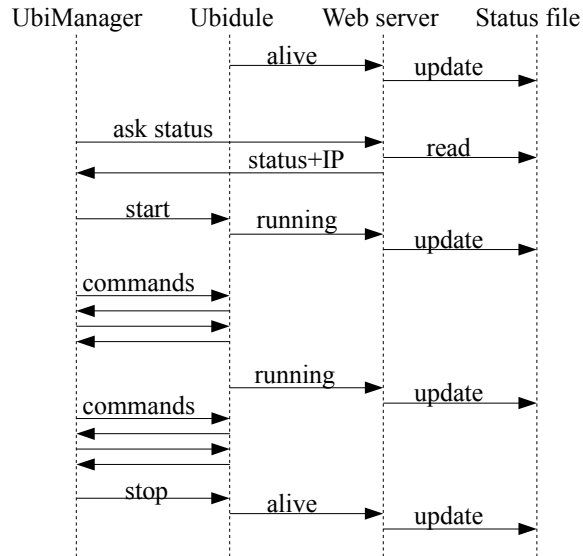 UbiManager Ubidule Web server Status file
alive
update
ask status
read
status+IP
start
running
update
commands
running
update
commands
stop
alive
update